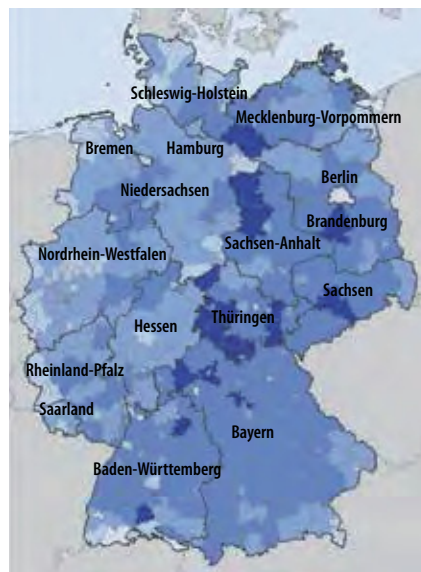 Schleswig-Holstein
Mecklenburg-Vorpommern
Bremen
Hamburg
Berlin
Niedersachsen
Brandenburg
Sachsen-Anhalt
Nordrhein-Westfalen
Sachsen
Thüringen
Hessen
Rheinland-Pfalz
Saarland
Bayern
Baden-Württemberg